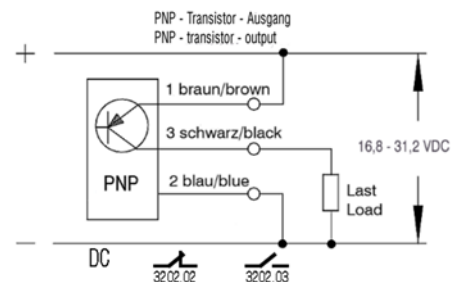 PNP - Transistor - Ausgang
PNP - transistor - output
+
1 braun/brown
3 schwarz/black
16,8 - 31,2 VDC
PNP
2 blau/blue
Last
Load
—
DC
3202.02
3202.03